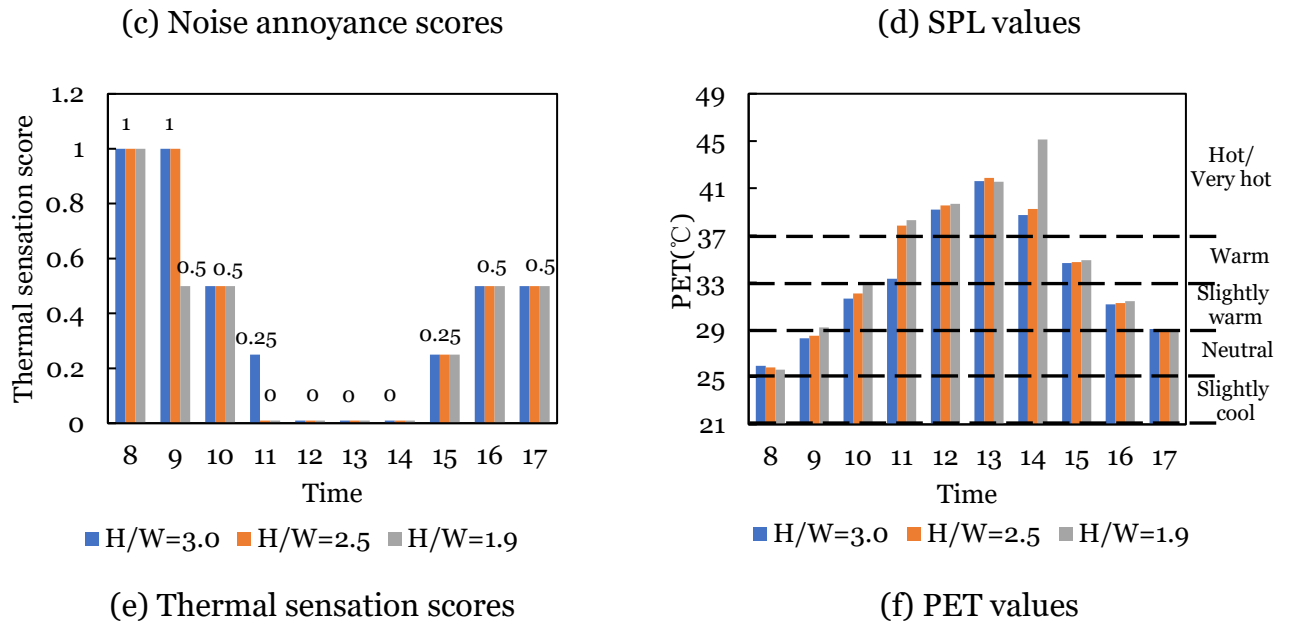 (c) Noise annoyance scores
(d) SPL values
Thermal sensation score
1.2
1
0.8
0.6
0.4
0.2
0
1
1
0.5
0.5
0.25
0
0
0
0
0.25
0.5
0.5
8 9 10 11 12 13 14 15 16 17
Time
H/W=3.0 H/W=2.5 H/W=1.9
(e) Thermal sensation scores
PET(℃)
49
45
41
37
33
29
25
21
Hot/
Very hot
Warm
Slightly
warm
Neutral
Slightly
cool
8 9 10 11 12 13 14 15 16 17
Time
H/W=3.0 H/W=2.5 H/W=1.9
(f) PET values